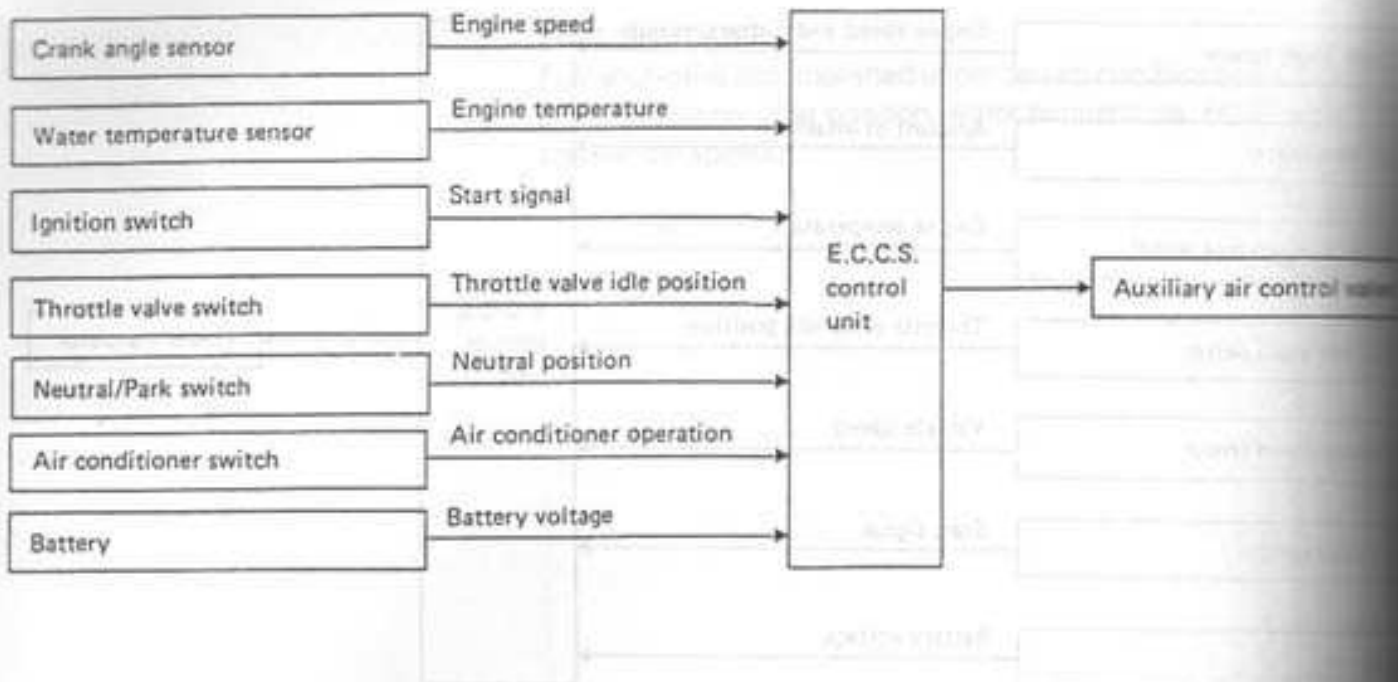 Crank angle sensor
Engine speed
Water temperature sensor
Engine temperature
Ignition switch
Start signal
Throttle valve switch
Throttle valve idle position
Neutral/Park switch
Neutral position
Air conditioner switch
Air conditioner operation
Battery
Battery voltage
E.C.C.S.
control
unit
Auxiliary air control